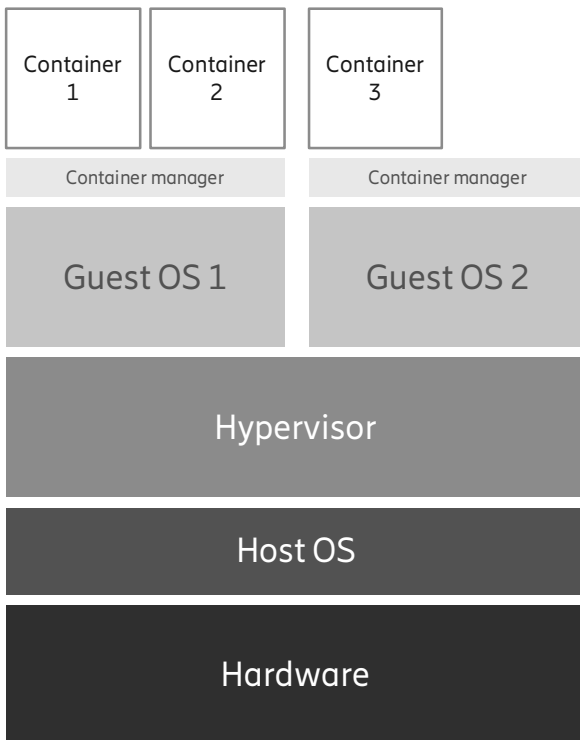 Container
1
Container
2
Container
3
Container manager
Container manager
Guest OS 1
Guest OS 2
Hypervisor
Host OS
Hardware